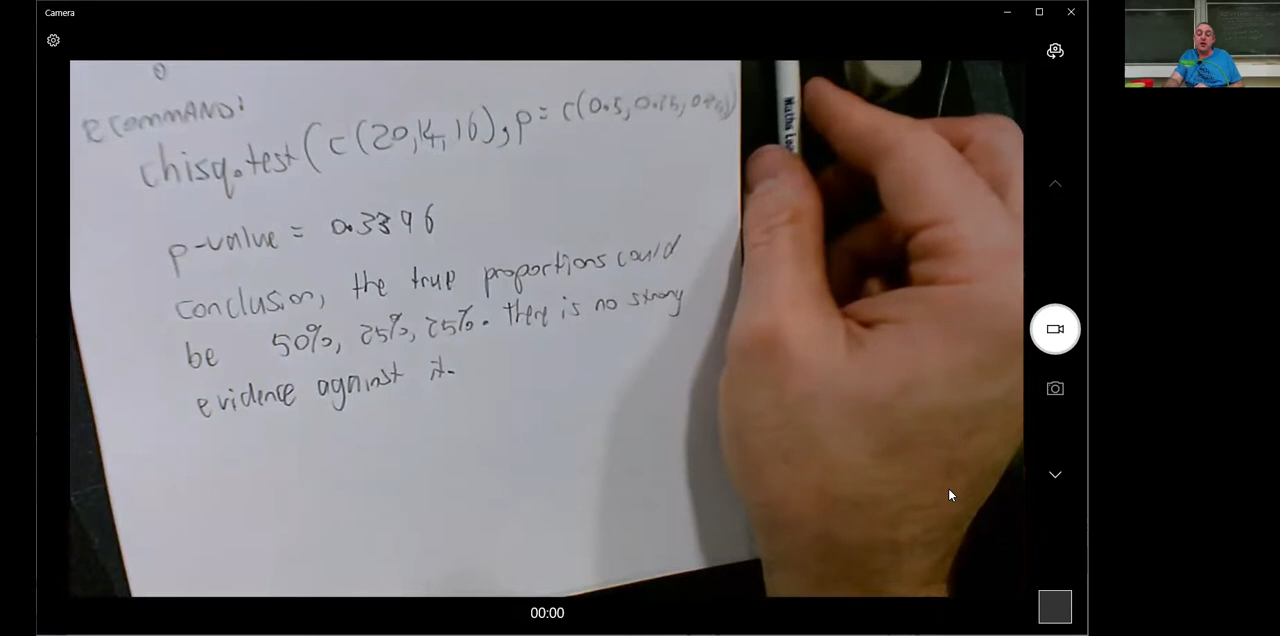 Camera
R COMMAND:
chisq.test(c(20,14,16), p = c(0.5, 0.25, 0.25))
p-value = 0.3396
conclusion, the true proportions could
be 50%, 25%, 25%. there is no strong
evidence against it.
00:00